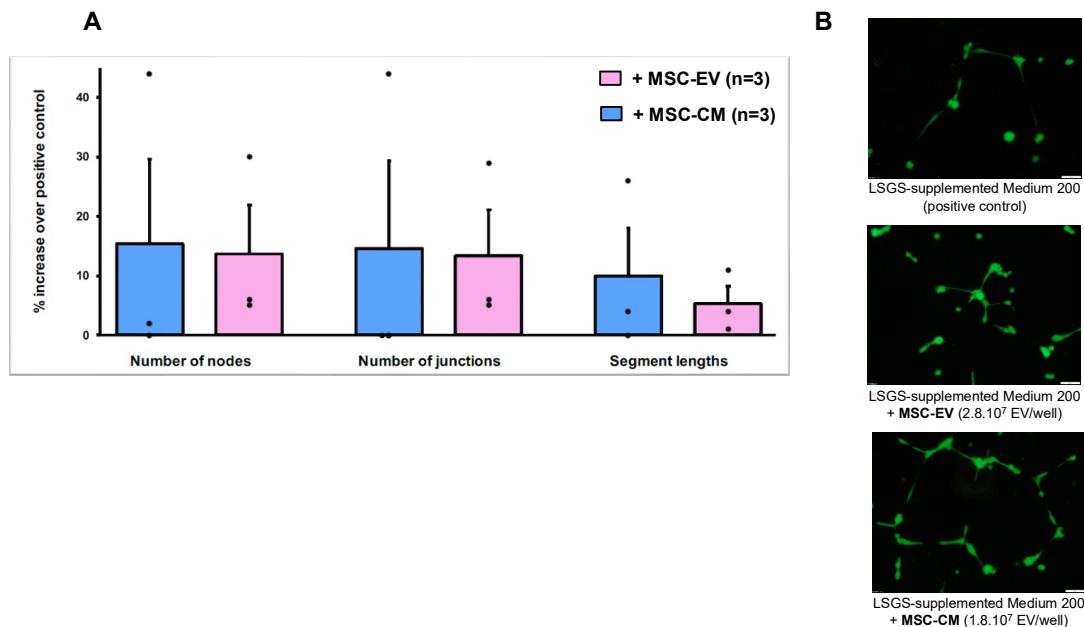 A
B
% increase over positive control
40
30
20
10
0
+ MSC-EV (n=3)
+ MSC-CM (n=3)
Number of nodes
Number of junctions
Segment lengths
LSGS-supplemented Medium 200
(positive control)
LSGS-supplemented Medium 200
+ MSC-EV (2.8.10⁷ EV/well)
LSGS-supplemented Medium 200
+ MSC-CM (1.8.10⁷ EV/well)